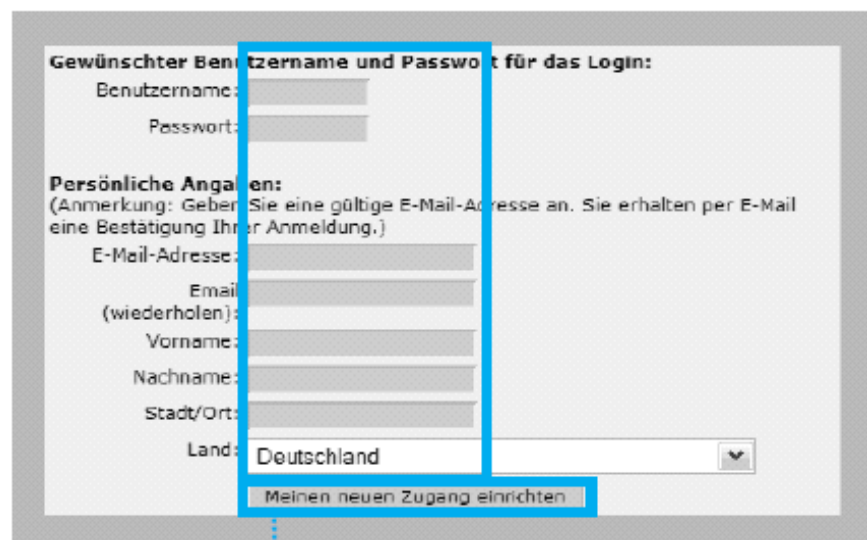 Gewünschter Benutzername und Passwort für das Login:
Benutzername:
Passwort:
Persönliche Angaben:
(Anmerkung: Geben Sie eine gültige E-Mail-Adresse an. Sie erhalten per E-Mail
eine Bestätigung Ihrer Anmeldung.)
E-Mail-Adresse:
Email
(wiederholen):
Vorname:
Nachname:
Stadt/Ort:
Land: Deutschland
Meinen neuen Zugang einrichten